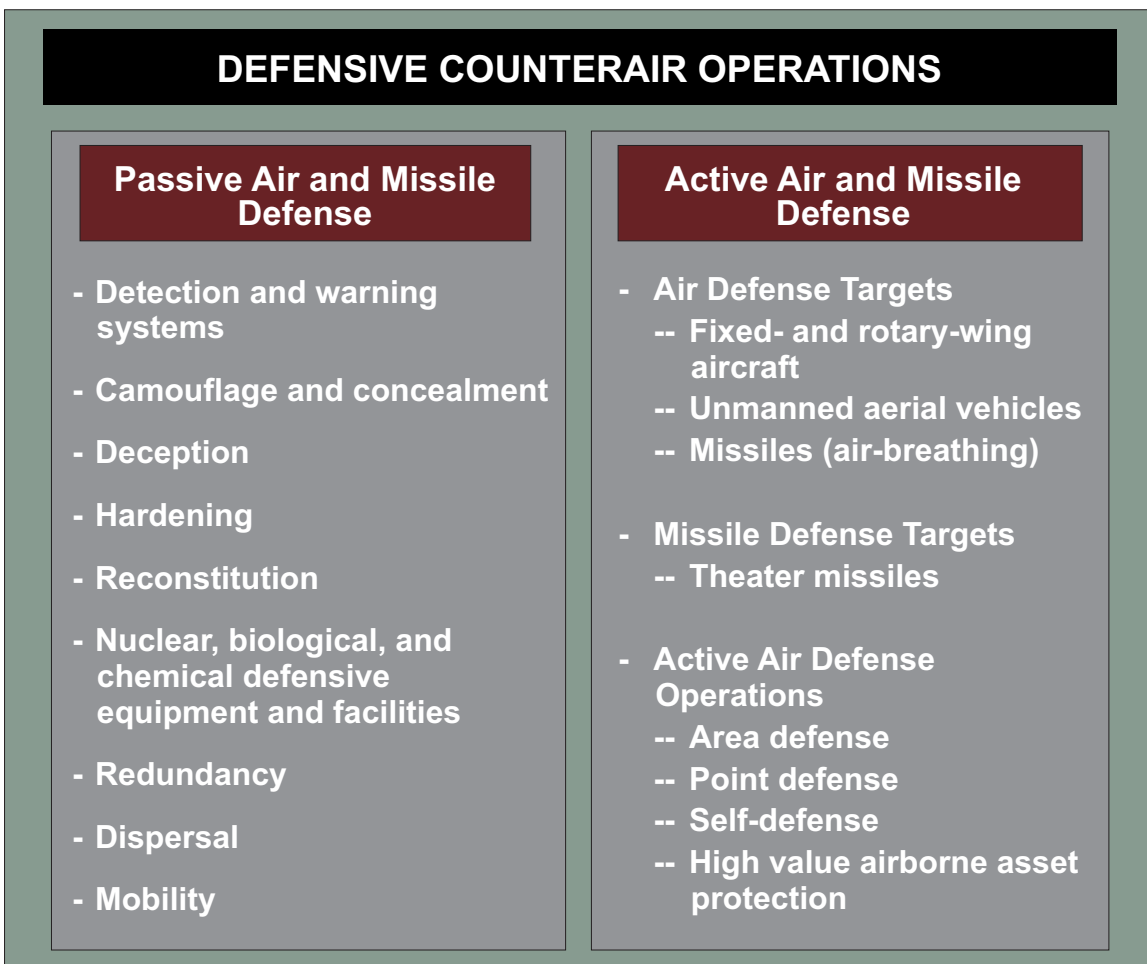 DEFENSIVE COUNTERAIR OPERATIONS
Passive Air and Missile
Defense
- Detection and warning
systems
- Camouflage and concealment
- Deception
- Hardening
- Reconstitution
- Nuclear, biological, and
chemical defensive
equipment and facilities
- Redundancy
- Dispersal
- Mobility
Active Air and Missile
Defense
- Air Defense Targets
-- Fixed- and rotary-wing
aircraft
-- Unmanned aerial vehicles
-- Missiles (air-breathing)
- Missile Defense Targets
-- Theater missiles
- Active Air Defense
Operations
-- Area defense
-- Point defense
-- Self-defense
-- High value airborne asset
protection